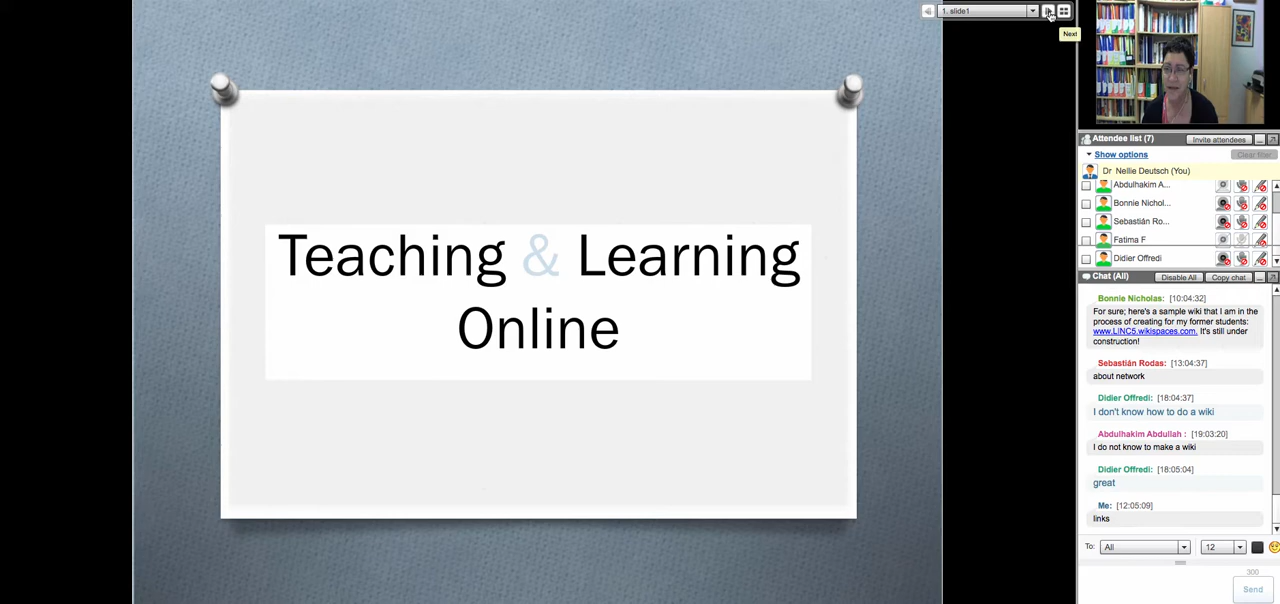 1. slide1
Next
Teaching & Learning
Online
Attendee list (7)
Invite attendees
Show options
Clear filter
Dr Nellie Deutsch (You)
Abdulhakim A...
Bonnie Nichol...
Sebastián Ro...
Fatima F
Didier Offredi
Chat (All)
Disable All
Copy chat
Bonnie Nicholas: [10:04:32]
For sure; here's a sample wiki that I am in the
process of creating for my former students:
www.LINC5.wikispaces.com. It's still under
construction!
Sebastián Rodas: [13:04:37]
about network
Didier Offredi: [18:04:37]
I don't know how to do a wiki
Abdulhakim Abdullah : [19:03:20]
I do not know to make a wiki
Didier Offredi: [18:05:04]
great
Me: [12:05:09]
links
To:
All
12
300
Send